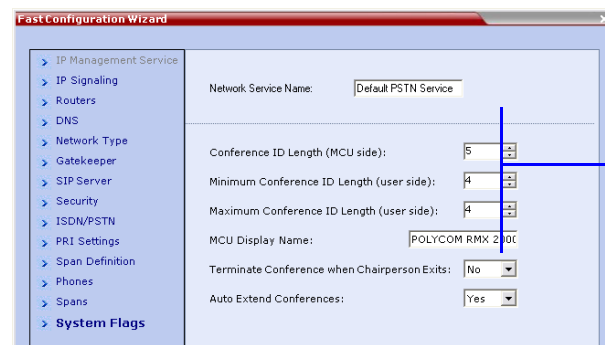 Fast Configuration Wizard
IP Management Service
IP Signaling
Routers
DNS
Network Type
Gatekeeper
SIP Server
Security
ISDN/PSTN
PRI Settings
Span Definition
Phones
Spans
System Flags
Network Service Name: Default PSTN Service
Conference ID Length (MCU side): 5
Minimum Conference ID Length (user side): 4
Maximum Conference ID Length (user side): 4
MCU Display Name: POLYCOM RMX 2000
Terminate Conference when Chairperson Exits: No
Auto Extend Conferences: Yes